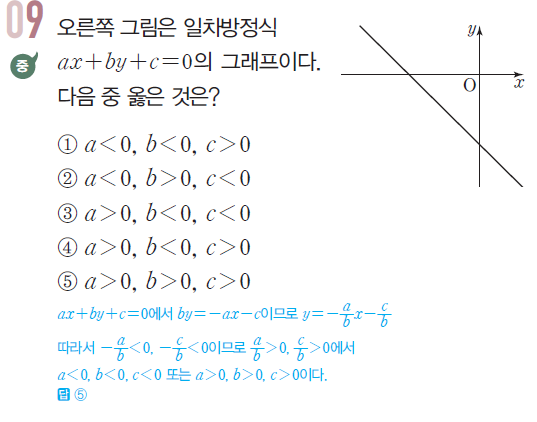 09 오른쪽 그림은 일차방정식
중 ax+by+c=0의 그래프이다.
다음 중 옳은 것은?
y
O
x
① a<0, b<0, c>0
② a<0, b>0, c<0
③ a>0, b<0, c<0
④ a>0, b<0, c>0
⑤ a>0, b>0, c>0
ax+by+c=0에서 by=-ax-c이므로 y=-a/b x-c/b
따라서 -a/b<0, -c/b<0이므로 a/b>0, c/b>0에서
a<0, b<0, c<0 또는 a>0, b>0, c>0이다.
답 ⑤